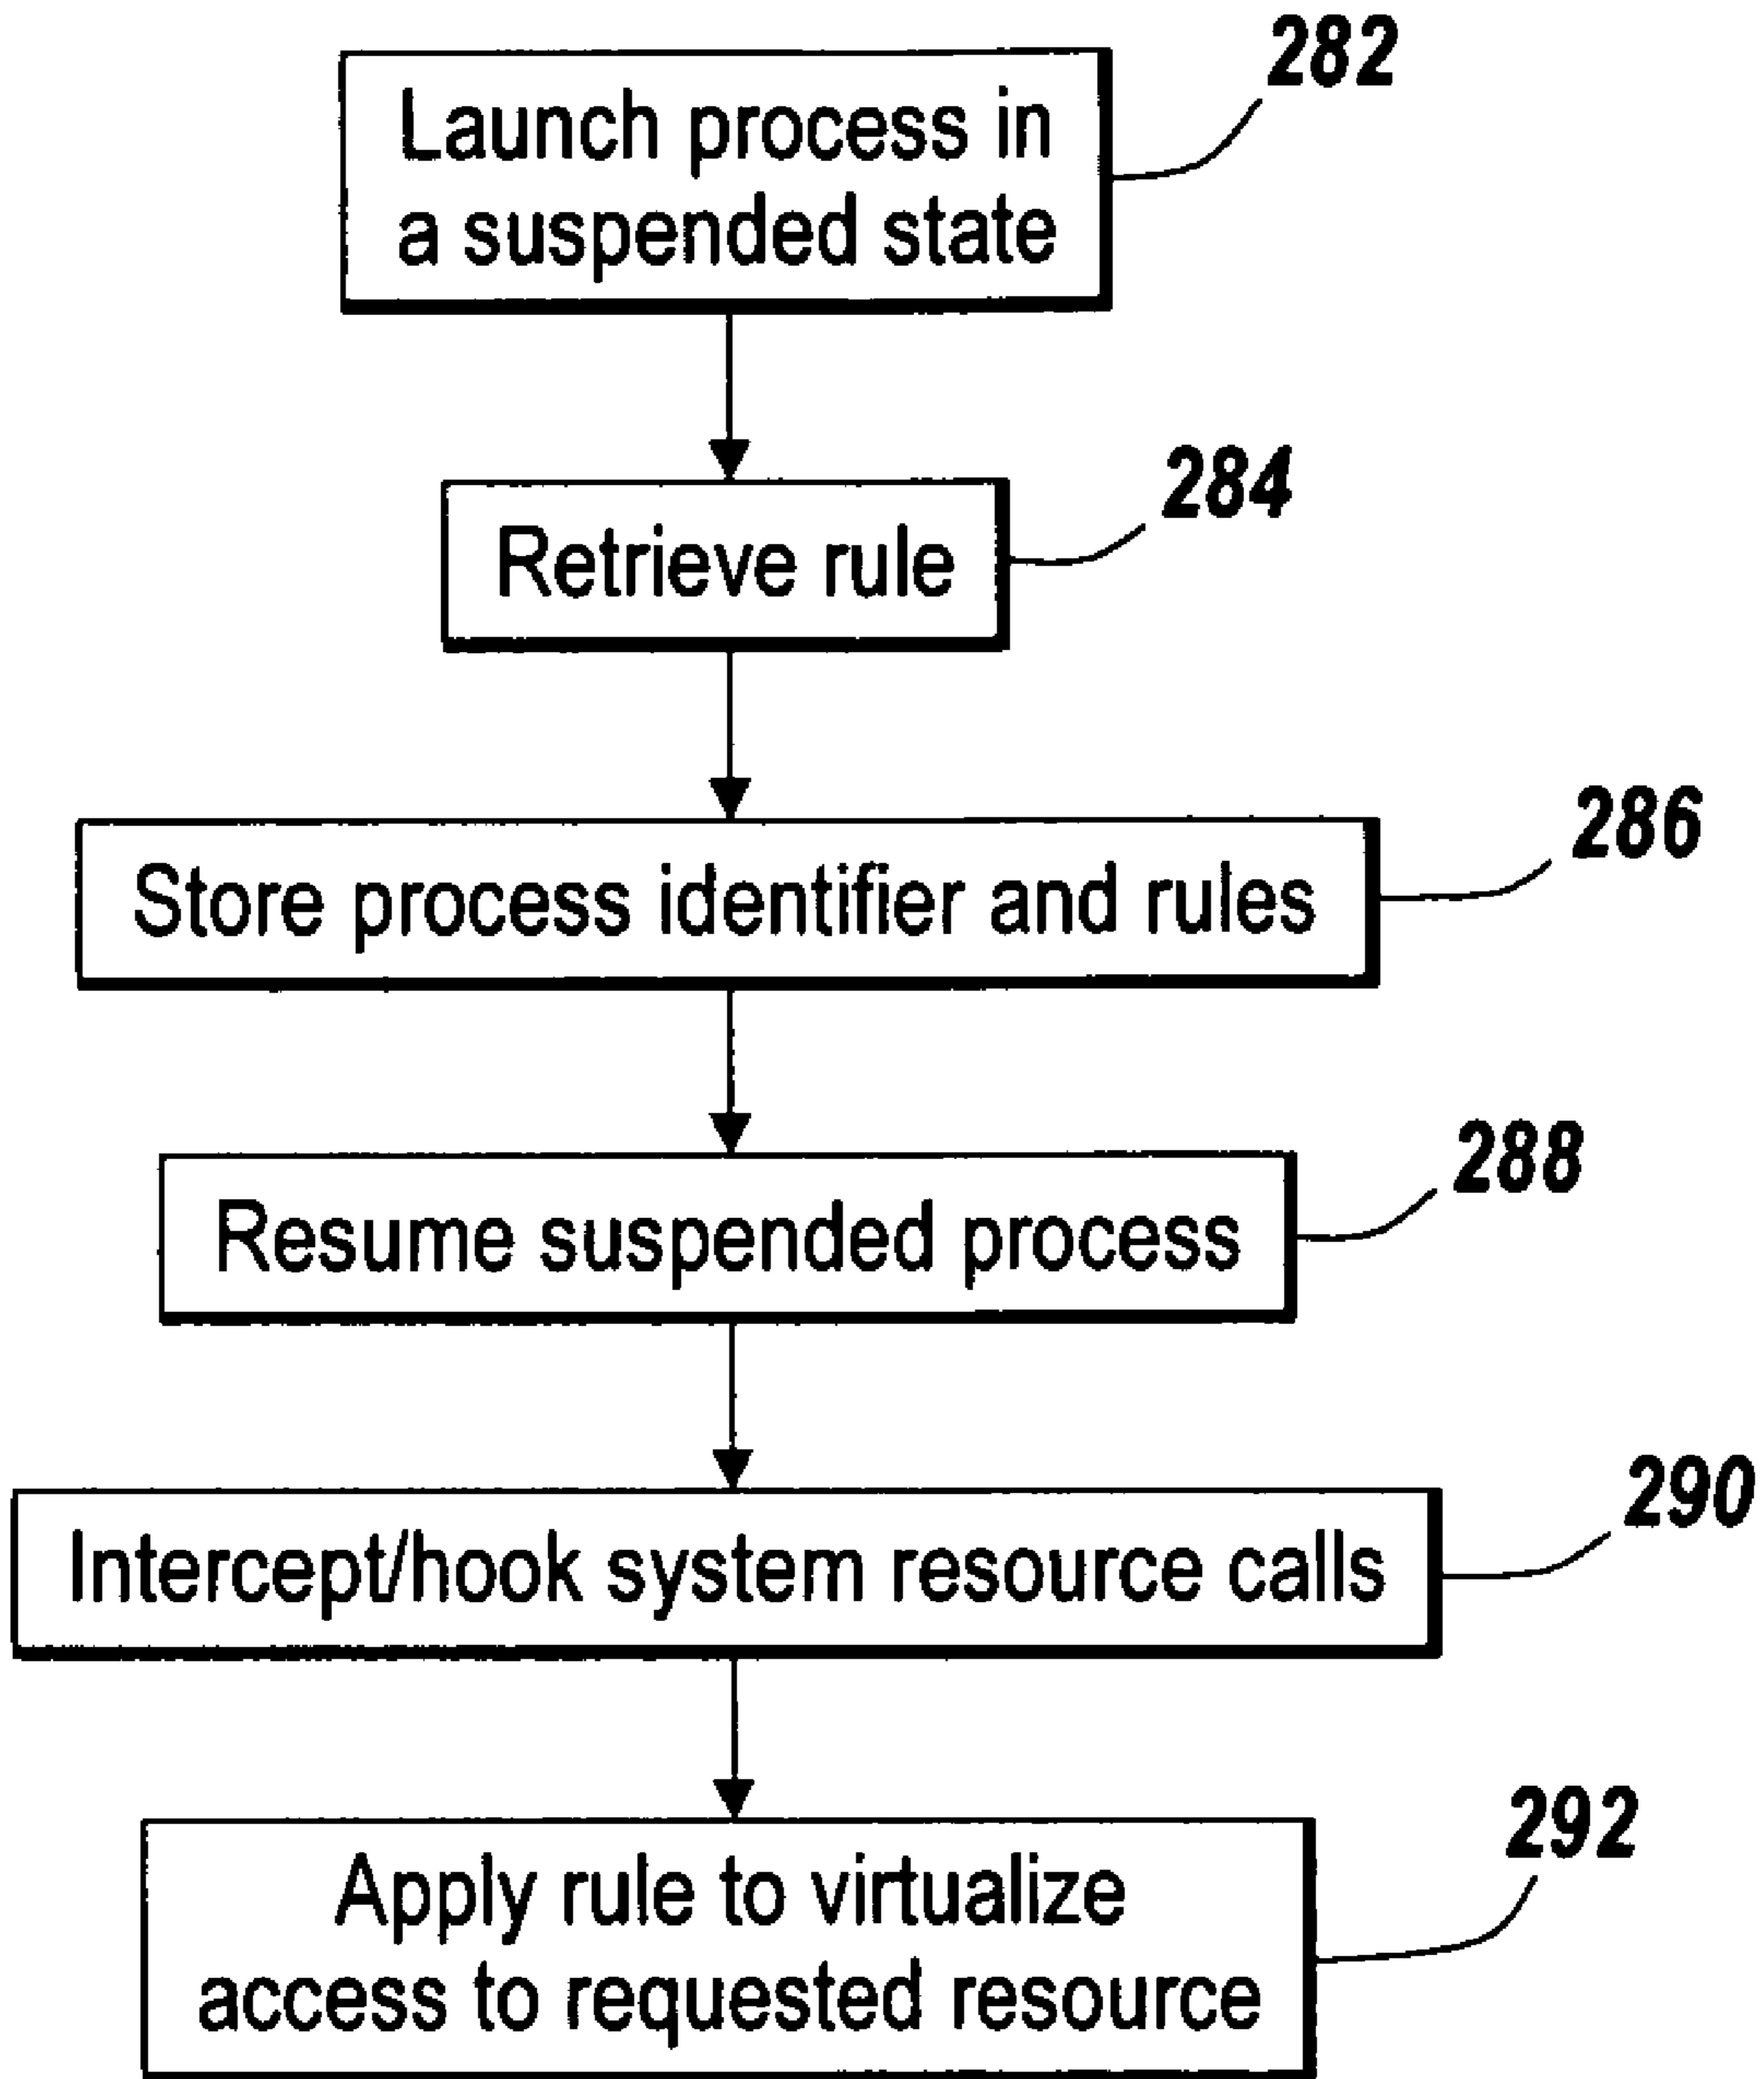 282
Launch process in
a suspended state
284
Retrieve rule
286
Store process identifier and rules
288
Resume suspended process
290
Intercept/hook system resource calls
292
Apply rule to virtualize
access to requested resource